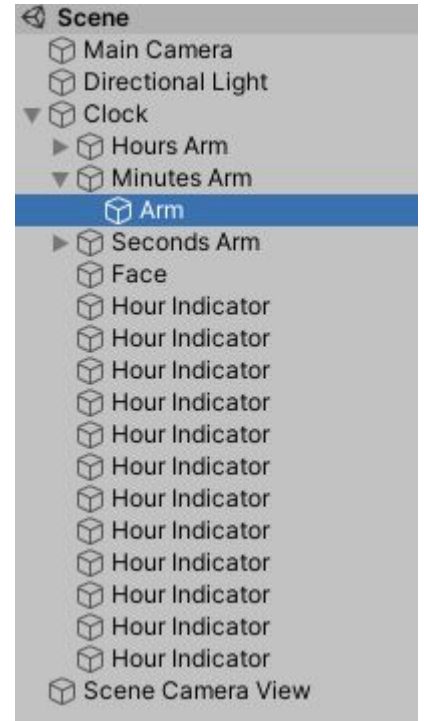 Scene
Main Camera
Directional Light
Clock
Hours Arm
Minutes Arm
Arm
Seconds Arm
Face
Hour Indicator
Hour Indicator
Hour Indicator
Hour Indicator
Hour Indicator
Hour Indicator
Hour Indicator
Hour Indicator
Hour Indicator
Hour Indicator
Hour Indicator
Hour Indicator
Scene Camera View